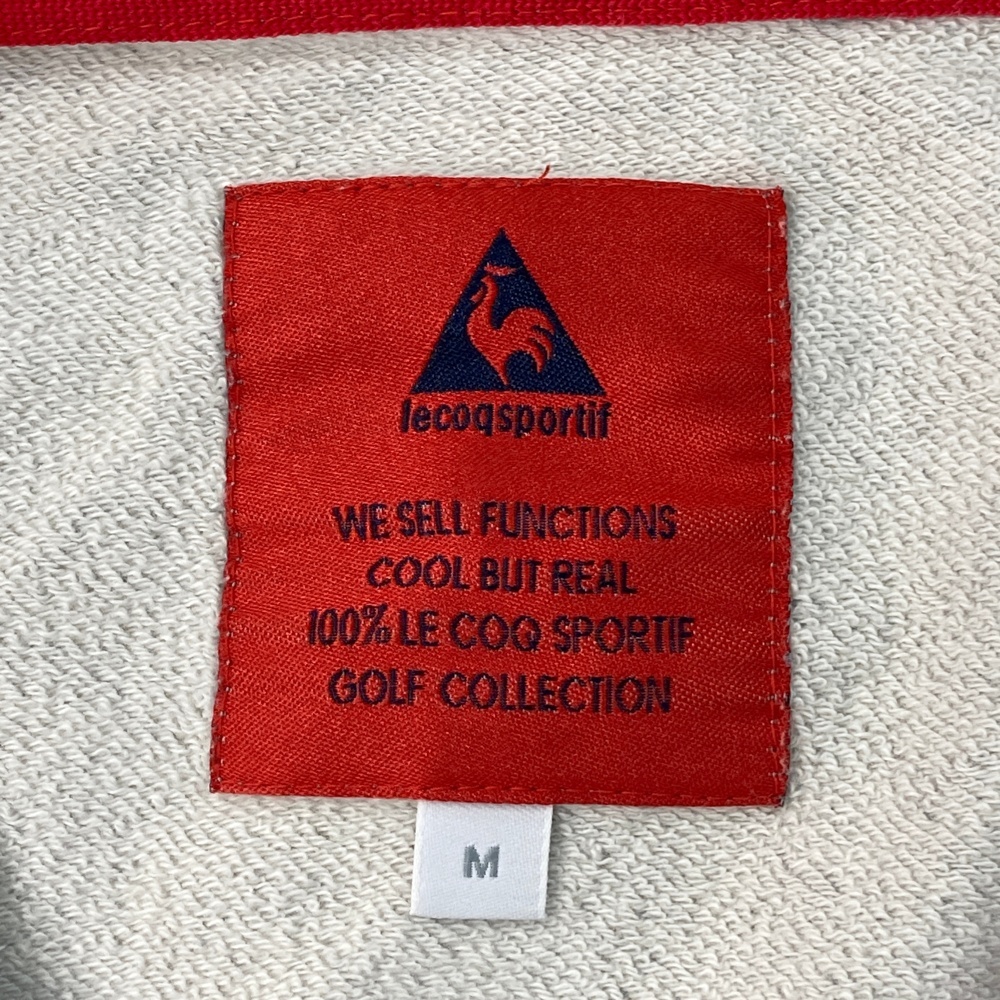 lecoqsportif
WE SELL FUNCTIONS
COOL BUT REAL
100% LE COQ SPORTIF
GOLF COLLECTION
M